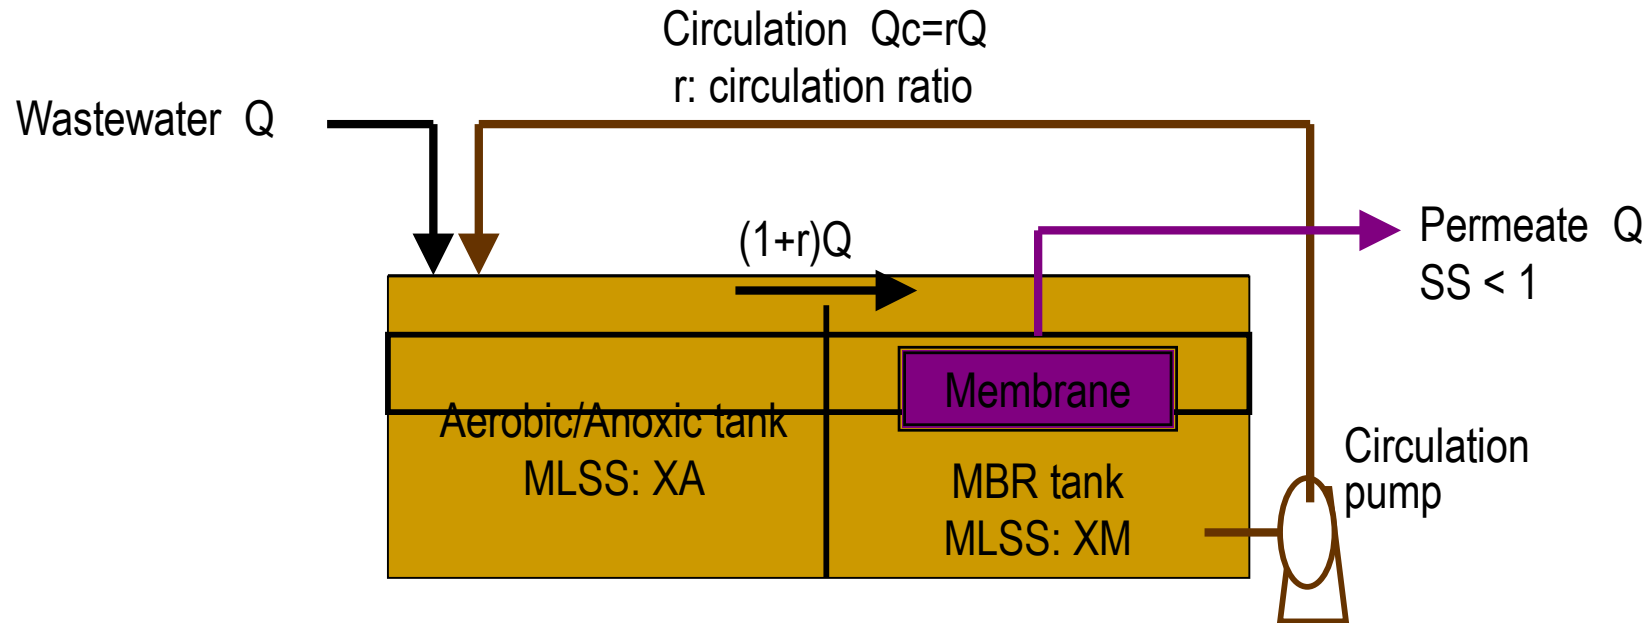 Circulation Qc=rQ
r: circulation ratio
Wastewater Q
(1+r)Q
Permeate Q
SS < 1
Membrane
Aerobic/Anoxic tank
MLSS: XA
MBR tank
MLSS: XM
Circulation
pump